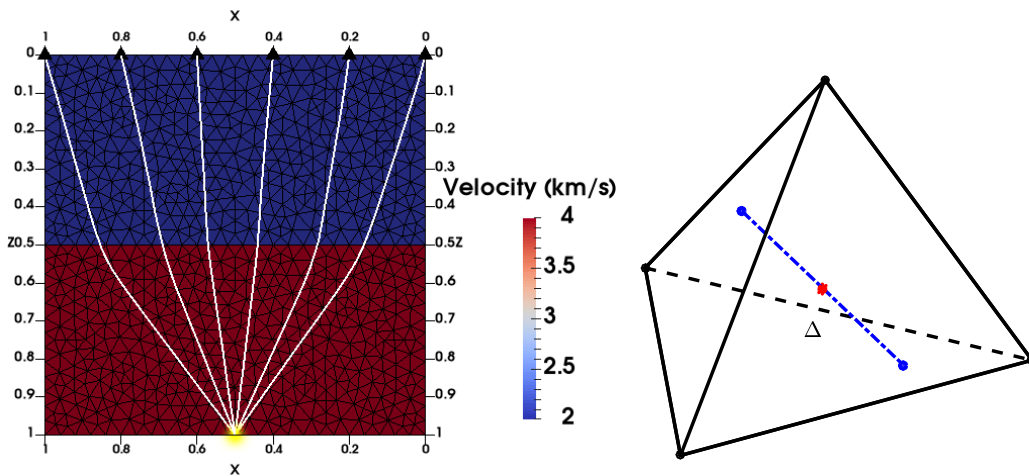 X
1 0.8 0.6 0.4 0.2 0
0 0
0.1 0.1
0.2 0.2
0.3 0.3
Velocity (km/s)
0.4 0.4
4
Z0.5 0.5Z
3.5
0.6 0.6
3
0.7 0.7
Δ
0.8 0.8
2.5
0.9 0.9
2
1 1
1 0.8 0.6 0.4 0.2 0
X